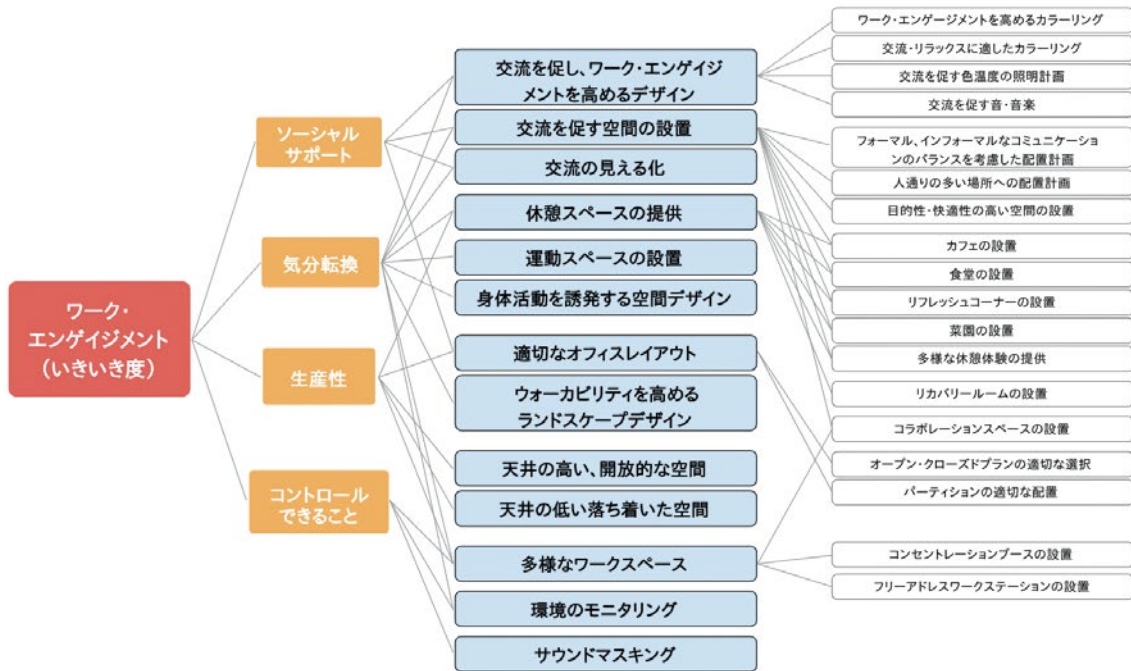 ワーク・
エンゲイジメント
(いきいき度)
ソーシャル
サポート
気分転換
生産性
コントロール
できること
交流を促し、ワーク・エンゲイジ
メントを高めるデザイン
交流を促す空間の設置
交流の見える化
休憩スペースの提供
運動スペースの設置
身体活動を誘発する空間デザイン
適切なオフィスレイアウト
ウォーカビリティを高める
ランドスケープデザイン
天井の高い、開放的な空間
天井の低い落ち着いた空間
多様なワークスペース
環境のモニタリング
サウンドマスキング
ワーク・エンゲージメントを高めるカラーリング
交流・リラックスに適したカラーリング
交流を促す色温度の照明計画
交流を促す音・音楽
フォーマル、インフォーマルなコミュニケーショ
ンのバランスを考慮した配置計画
人通りの多い場所への配置計画
目的性・快適性の高い空間の設置
カフェの設置
食堂の設置
リフレッシュコーナーの設置
菜園の設置
多様な休憩体験の提供
リカバリールームの設置
コラボレーションスペースの設置
オープン・クローズドプランの適切な選択
パーティションの適切な配置
コンセントレーションブースの設置
フリーアドレスワークステーションの設置